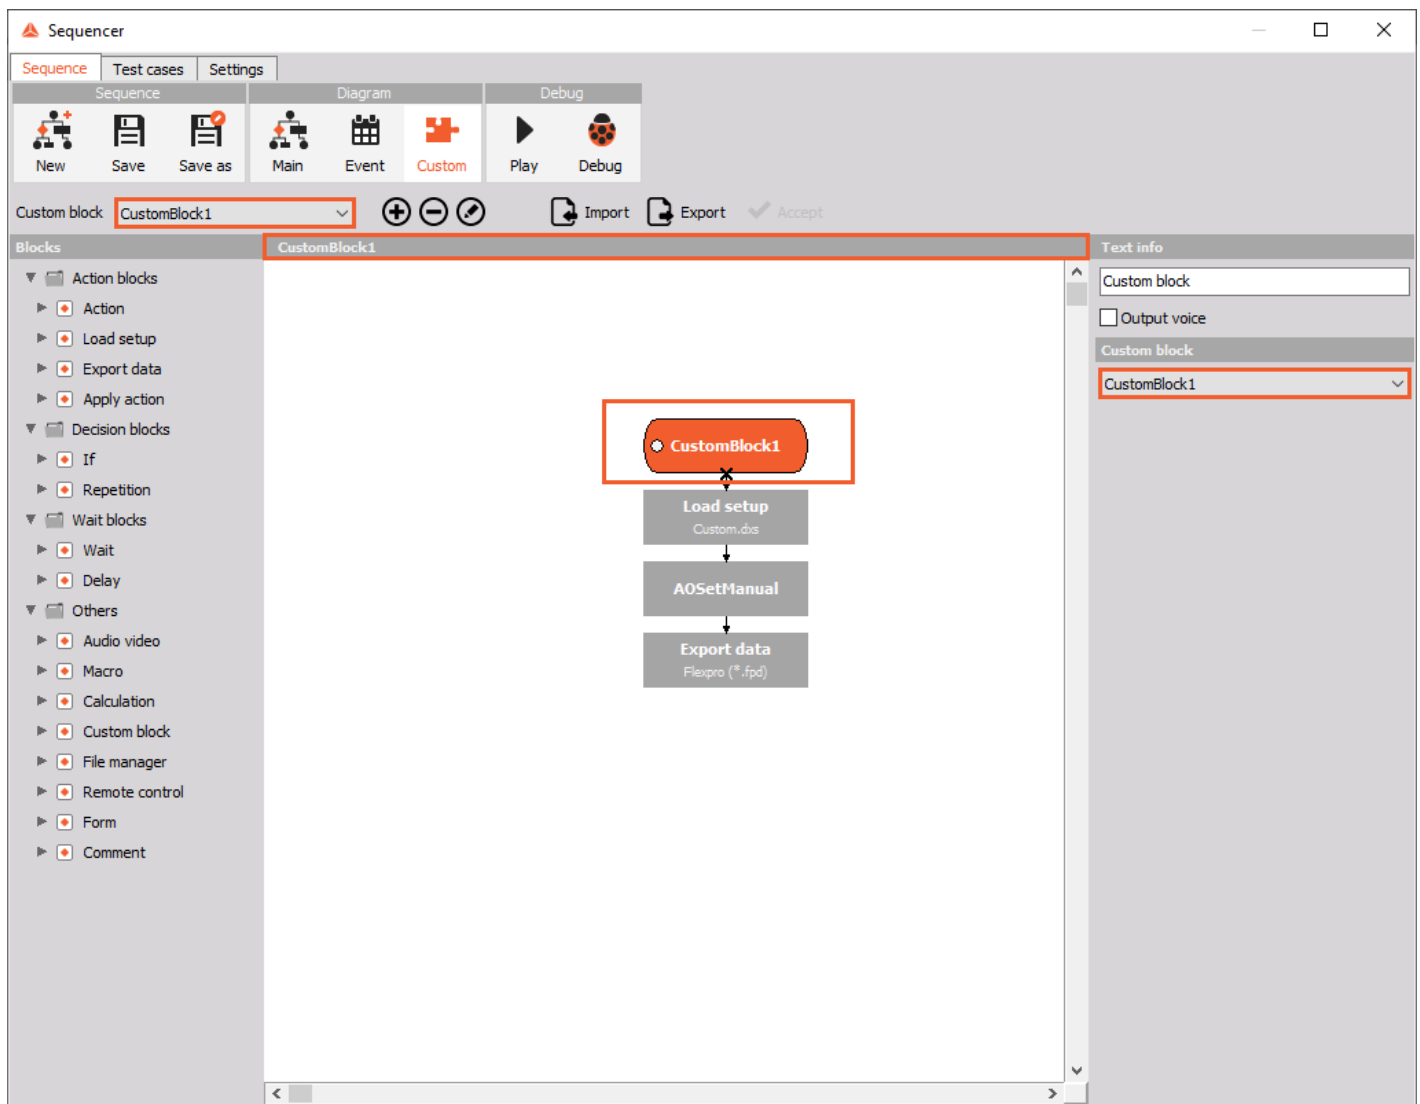 Sequencer
Sequence Test cases Settings
Sequence Diagram Debug
New Save Save as Main Event Custom Play Debug
Custom block CustomBlock1 Import Export Accept
Blocks CustomBlock1 Text info
Action blocks
Action
Load setup
Export data
Apply action
Decision blocks
If
Repetition
Wait blocks
Wait
Delay
Others
Audio video
Macro
Calculation
Custom block
File manager
Remote control
Form
Comment
CustomBlock1
Load setup
Custom.dxs
AOSetManual
Export data
Flexpro (*.fpd)
Custom block
Output voice
Custom block
CustomBlock1